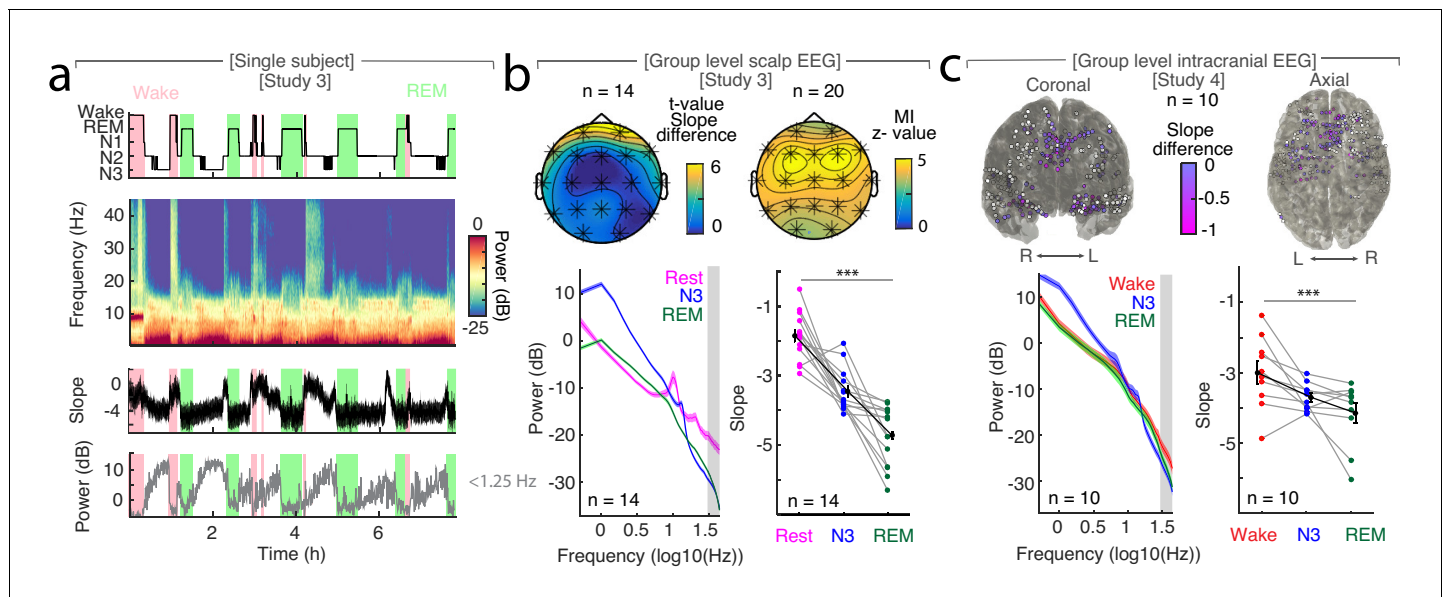 a
[Single subject]
[Study 3]
Wake
REM
Wake
REM
N1
N2
N3
Frequency (Hz)
40
30
20
10
0
-25
Power (dB)
Slope
0
-4
Power (dB)
10
0
<1.25 Hz
2
4
6
Time (h)
b
[Group level scalp EEG]
[Study 3]
n = 14
t-value
Slope
difference
6
0
n = 20
MI
z- value
5
0
Power (dB)
10
0
-10
-20
-30
Rest
N3
REM
n = 14
0
0.5
1
1.5
Frequency (log10(Hz))
Slope
-1
-3
-5
***
n = 14
Rest
N3
REM
c
[Group level intracranial EEG]
[Study 4]
n = 10
Coronal
Axial
Slope
difference
0
-0.5
-1
R
L
L
R
Power (dB)
10
0
-10
-20
-30
Wake
N3
REM
n = 10
0
0.5
1
1.5
Frequency (log10(Hz))
Slope
-1
-3
-5
***
n = 10
Wake
N3
REM